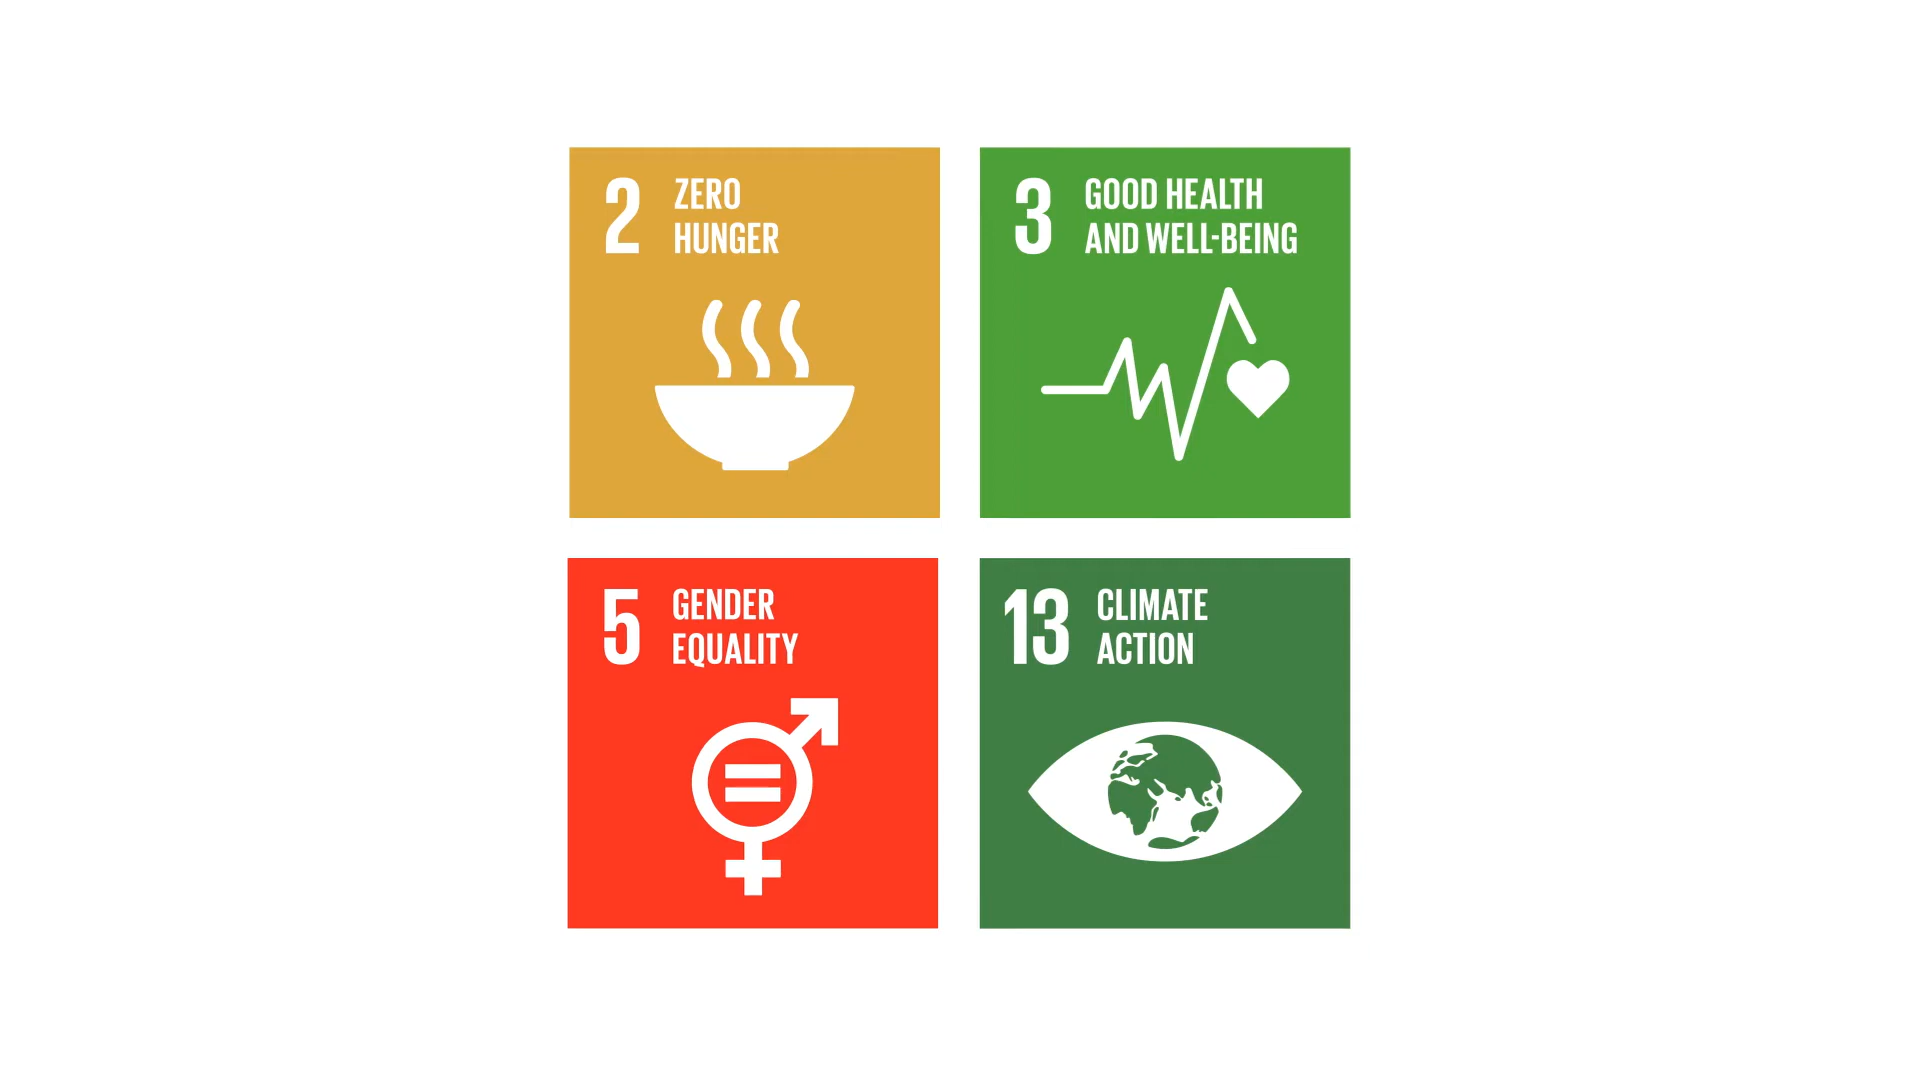 2 ZERO
HUNGER
3 GOOD HEALTH
AND WELL-BEING
5 GENDER
EQUALITY
13 CLIMATE
ACTION